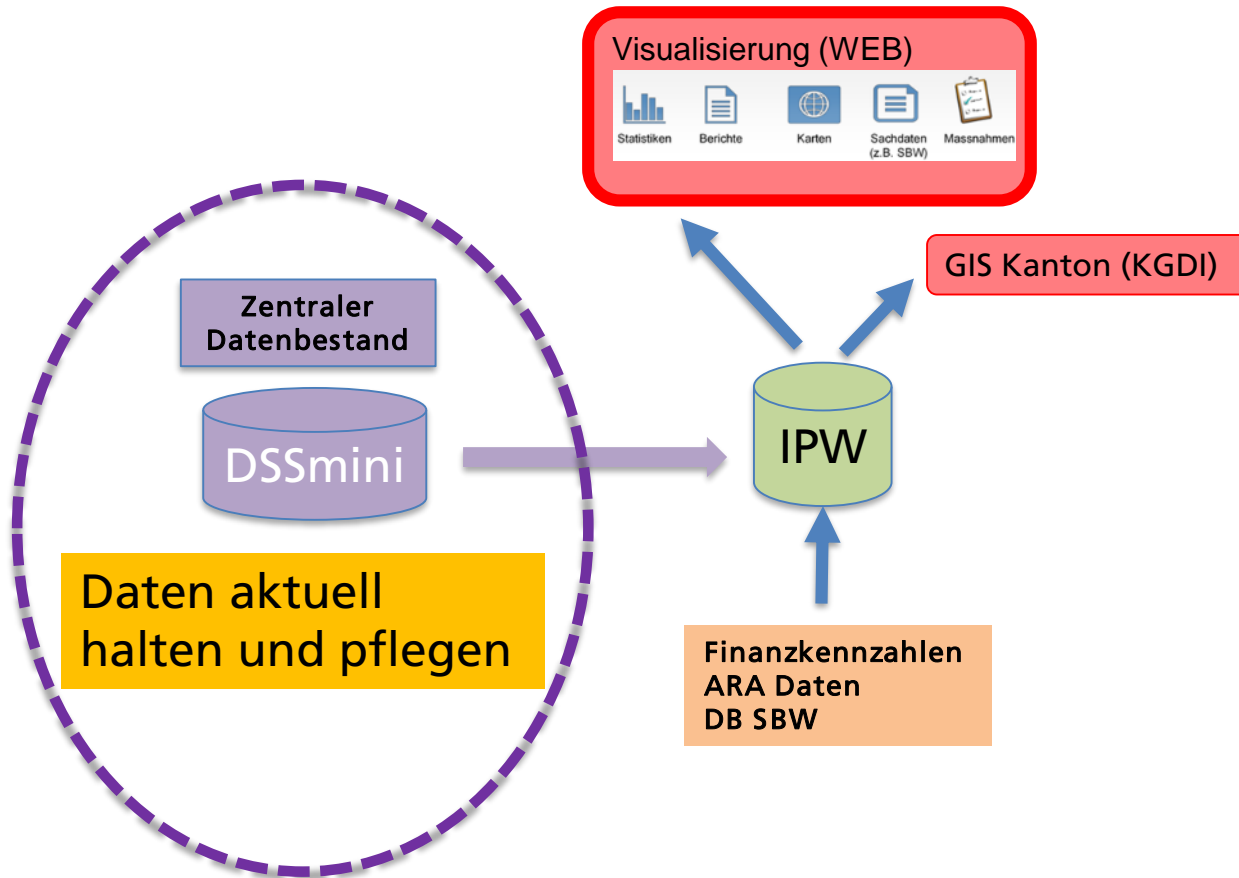 Visualisierung (WEB)
Statistiken
Berichte
Karten
Sachdaten
(z.B. SBW)
Massnahmen
GIS Kanton (KGDI)
Zentraler
Datenbestand
DSSmini
IPW
Daten aktuell
halten und pflegen
Finanzkennzahlen
ARA Daten
DB SBW